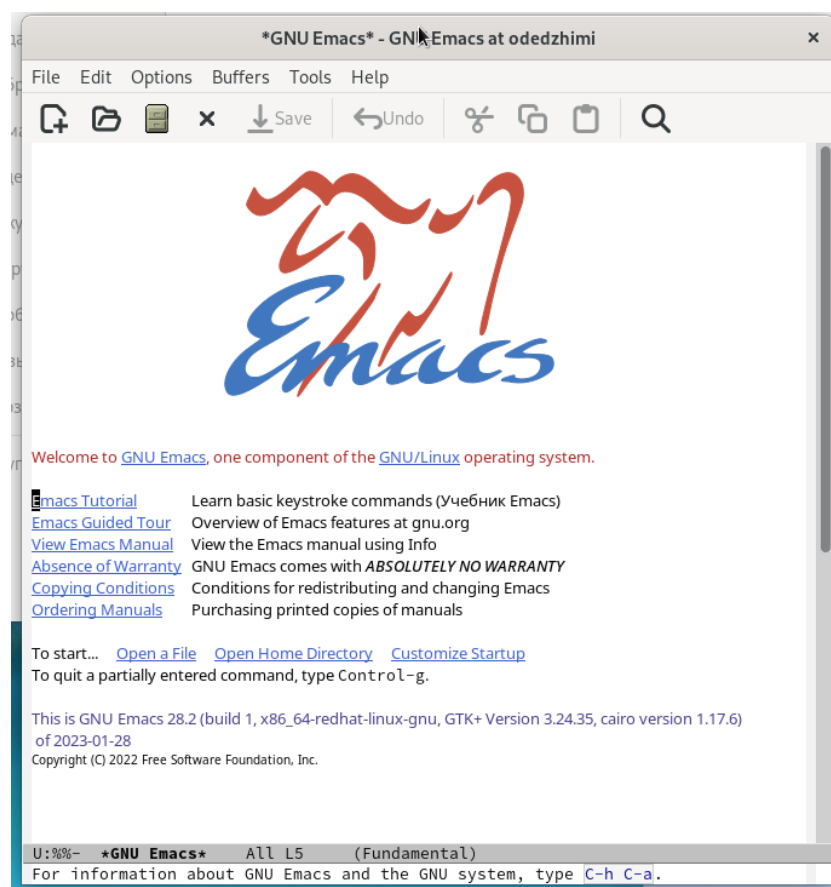 *GNU Emacs* - GNU Emacs at odedzhimi
File Edit Options Buffers Tools Help
Save Undo
Emacs
Welcome to GNU Emacs, one component of the GNU/Linux operating system.
Emacs Tutorial Learn basic keystroke commands (Учебник Emacs)
Emacs Guided Tour Overview of Emacs features at gnu.org
View Emacs Manual View the Emacs manual using Info
Absence of Warranty GNU Emacs comes with ABSOLUTELY NO WARRANTY
Copying Conditions Conditions for redistributing and changing Emacs
Ordering Manuals Purchasing printed copies of manuals
To start... Open a File Open Home Directory Customize Startup
To quit a partially entered command, type Control-g.
This is GNU Emacs 28.2 (build 1, x86_64-redhat-linux-gnu, GTK+ Version 3.24.35, cairo version 1.17.6)
of 2023-01-28
Copyright (C) 2022 Free Software Foundation, Inc.
U:%%- *GNU Emacs* All L5 (Fundamental)
For information about GNU Emacs and the GNU system, type C-h C-a.